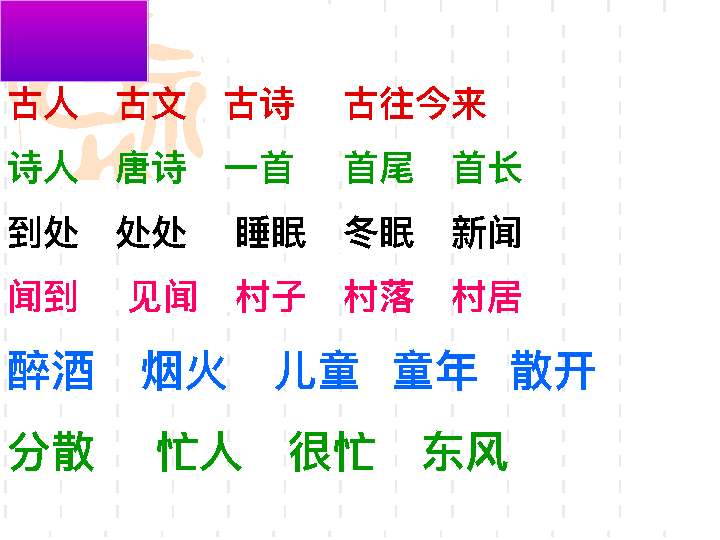 古人 古文 古诗 古往今来
诗人 唐诗 一首 首尾 首长
到处 处处 睡眠 冬眠 新闻
闻到 见闻 村子 村落 村居
醉酒 烟火 儿童 童年 散开
分散 忙人 很忙 东风